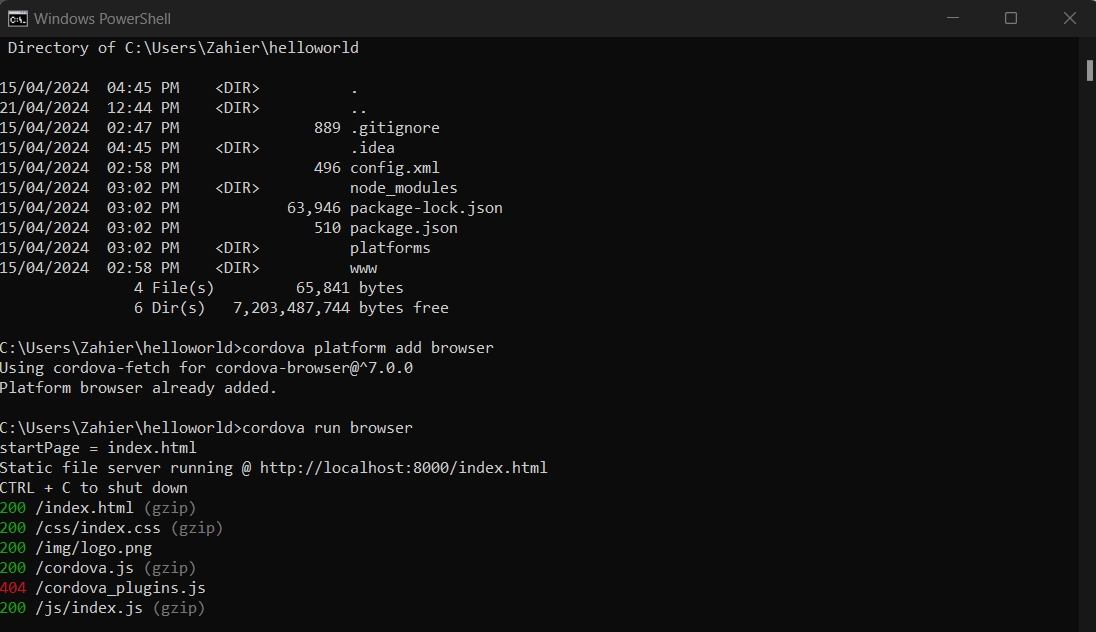 Windows PowerShell
Directory of C:\Users\Zahier\helloworld
15/04/2024  04:45 PM    <DIR>          .
21/04/2024  12:44 PM    <DIR>          ..
15/04/2024  02:47 PM               889 .gitignore
15/04/2024  04:45 PM    <DIR>          .idea
15/04/2024  02:58 PM               496 config.xml
15/04/2024  03:02 PM    <DIR>          node_modules
15/04/2024  03:02 PM            63,946 package-lock.json
15/04/2024  03:02 PM               510 package.json
15/04/2024  03:02 PM    <DIR>          platforms
15/04/2024  02:58 PM    <DIR>          www
4 File(s)         65,841 bytes
6 Dir(s)   7,203,487,744 bytes free
C:\Users\Zahier\helloworld>cordova platform add browser
Using cordova-fetch for cordova-browser@^7.0.0
Platform browser already added.
C:\Users\Zahier\helloworld>cordova run browser
startPage = index.html
Static file server running @ http://localhost:8000/index.html
CTRL + C to shut down
200 /index.html (gzip)
200 /css/index.css (gzip)
200 /img/logo.png
200 /cordova.js (gzip)
404 /cordova_plugins.js
200 /js/index.js (gzip)